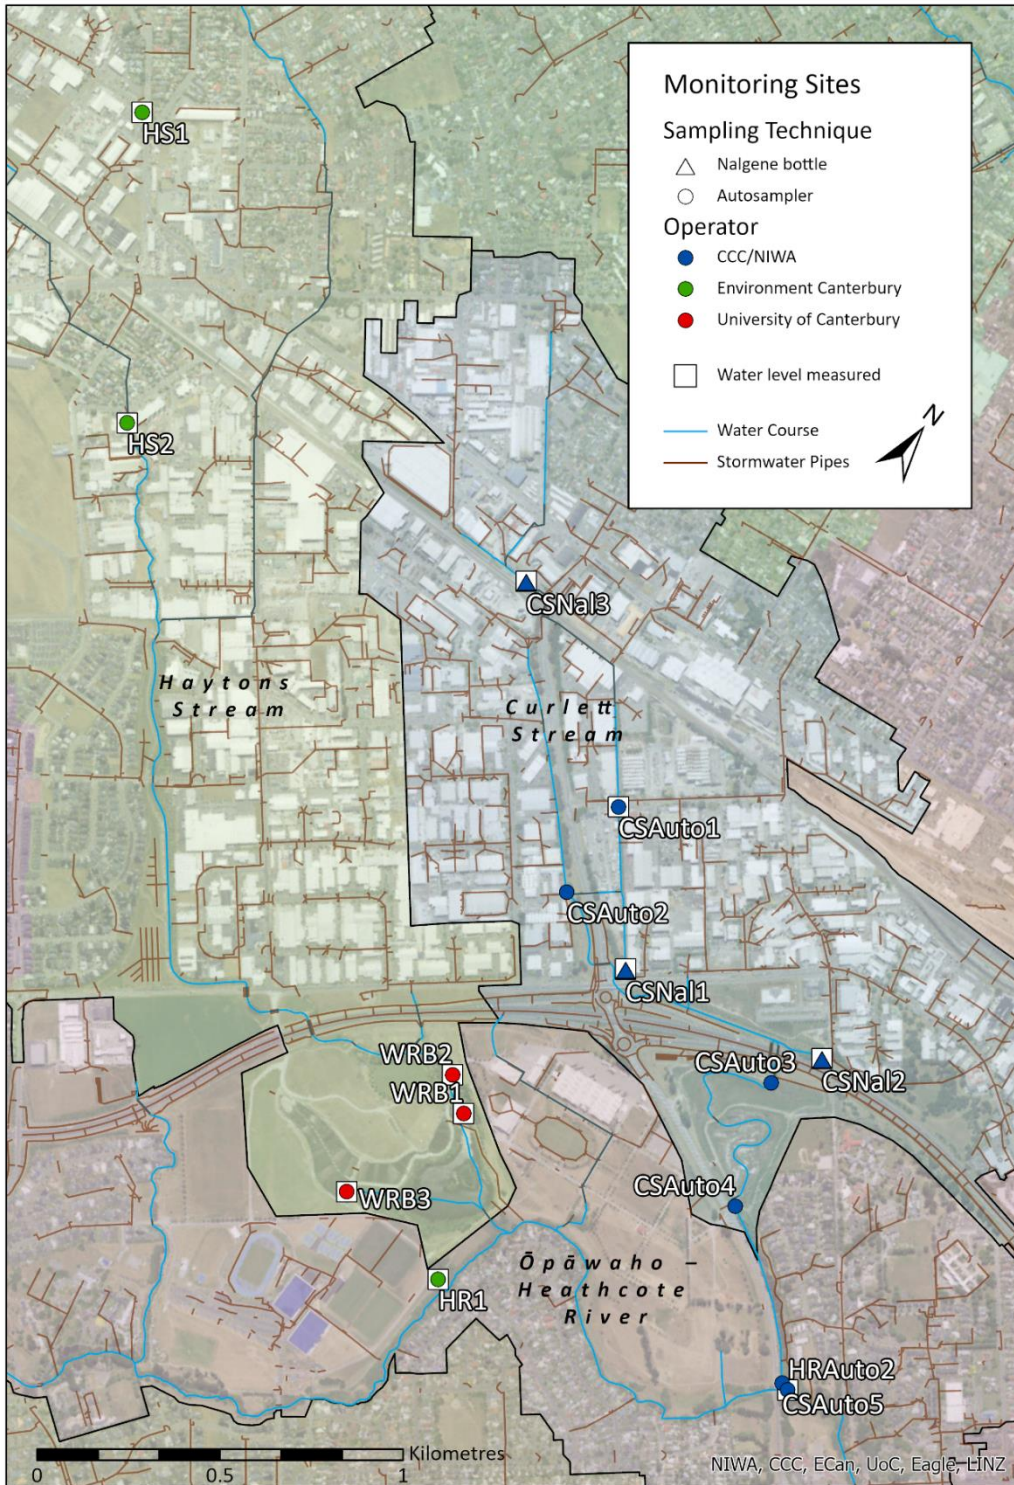 Monitoring Sites
Sampling Technique
Nalgene bottle
Autosampler
Operator
CCC/NIWA
Environment Canterbury
University of Canterbury
Water level measured
Water Course
Stormwater Pipes
N
HS1
HS2
CSNal3
Haytons
Stream
Curlett
Stream
CSAuto1
CSAuto2
CSNal1
WRB2
CSAuto3
CSNal2
WRB1
WRB3
CSAuto4
Ōpāwaho –
Heathcote
River
HR1
HRAuto2
CSAuto5
Kilometres
0 0.5 1
NIWA, CCC, ECan, UoC, Eagle, LINZ